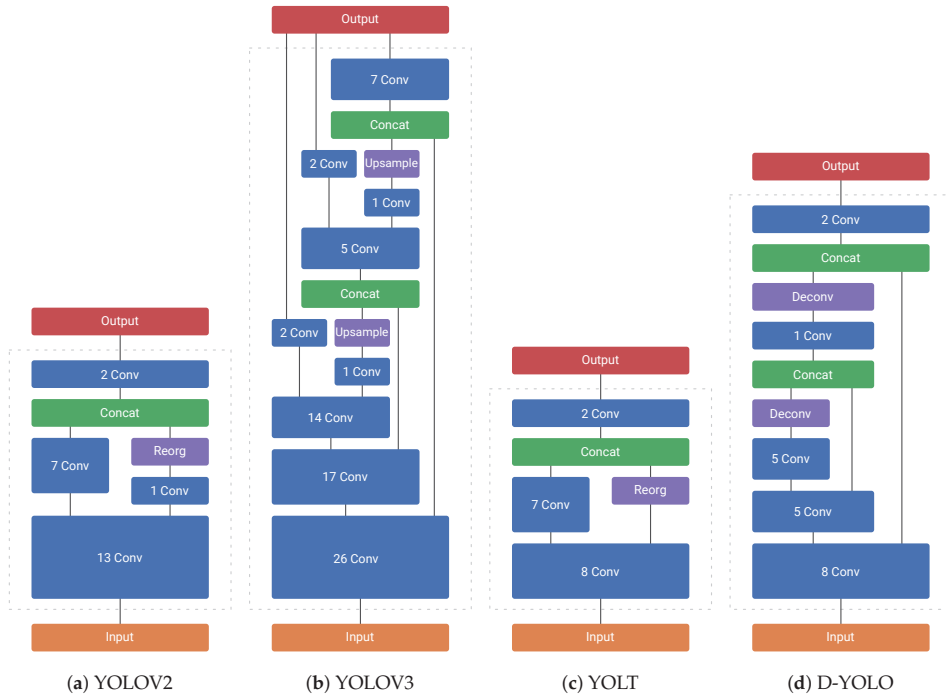 Output
2 Conv
Concat
7 Conv
Reorg
1 Conv
13 Conv
Input
(a) YOLOV2
Output
7 Conv
Concat
2 Conv
Upsample
1 Conv
5 Conv
Concat
2 Conv
Upsample
1 Conv
14 Conv
17 Conv
26 Conv
Input
(b) YOLOV3
Output
2 Conv
Concat
7 Conv
Reorg
8 Conv
Input
(c) YOLT
Output
2 Conv
Concat
Deconv
1 Conv
Concat
Deconv
5 Conv
5 Conv
8 Conv
Input
(d) D-YOLO